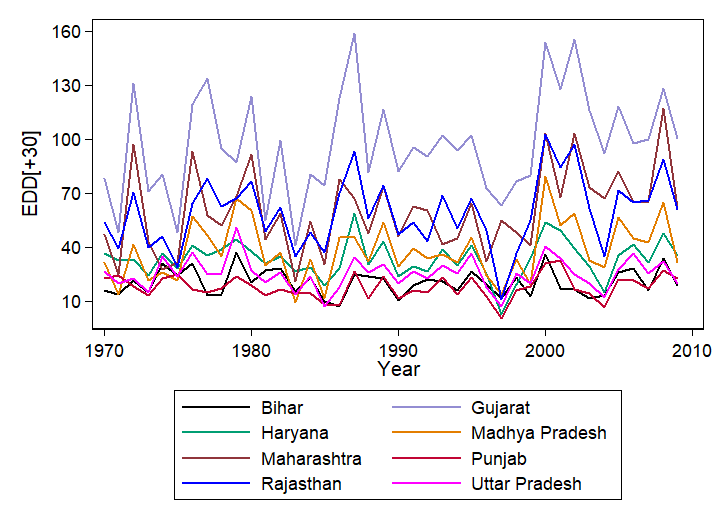 160
130
100
70
40
10
EDD[+30]
1970 1980 1990 2000 2010
Year
Bihar Gujarat
Haryana Madhya Pradesh
Maharashtra Punjab
Rajasthan Uttar Pradesh